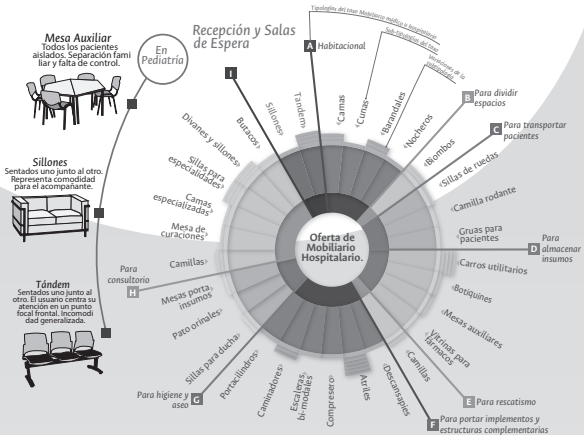 Mesa Auxiliar
Todos los pacientes
aislados. Separación fami
liar y falta de control.
En
Pediatría
Recepción y Salas
de Espera
Tipologías del taxo Mobiliario médico u hospitalario
Sub-tipologías del taxo
I
A Habitacional
B Para dividir
espacios
C Para transportar
pacientes
D Para
almacenar
insumos
E Para rescatismo
F Para portar implementos y
estructuras complementarias
G
Para higiene y
aseo
H
Para
consultorio
Sillones
Sentados uno junto al otro.
Representa comodidad
para el acompañante.
Tándem
Sentados uno junto al
otro. El usuario centra su
atención en un punto
focal frontal. Incomodi
dad generalizada.
Oferta de
Mobiliario
Hospitalario.
Camas
Cunas
Barandales
Nocheros
Biombos
Sillas de ruedas
Camilla rodante
Gruas para
pacientes
Carros utilitarios
Botiquines
Mesas auxiliares
Vitrinas para
fármacos
Camillas
Descansapies
Atriles
Compresero
Escaleras
bi-modales
Caminadores
Portacilindros
Sillas para ducha
Pato orinales
Mesas porta
insumos
Camillas
Mesa de
curaciones
Camas
especializadas
Sillas para
especialidades
Divanes y sillones
Butacos
Sillones
Tandem